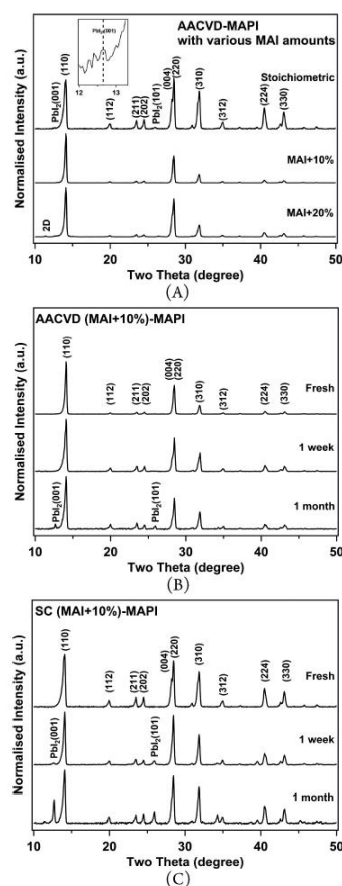 PbI2(001)
12 13
AACVD-MAPI
with various MAI amounts
Stoichiometric
PbI2(001)
(110)
(112)
(211)
(202)
PbI2(101)
(004)
(220)
(310)
(312)
(224)
(330)
MAI+10%
MAI+20%
2D
Normalised Intensity (a.u.)
10 20 30 40 50
Two Theta (degree)
(A)
AACVD (MAI+10%)-MAPI
(110)
(112)
(211)
(202)
(004)
(220)
(310)
(312)
(224)
(330)
Fresh
1 week
PbI2(001)
PbI2(101)
1 month
Normalised Intensity (a.u.)
10 20 30 40 50
Two Theta (degree)
(B)
SC (MAI+10%)-MAPI
(110)
(112)
(211)
(202)
(004)
(220)
(310)
(312)
(224)
(330)
Fresh
PbI2(001)
PbI2(101)
1 week
1 month
Normalised Intensity (a.u.)
10 20 30 40 50
Two Theta (degree)
(C)